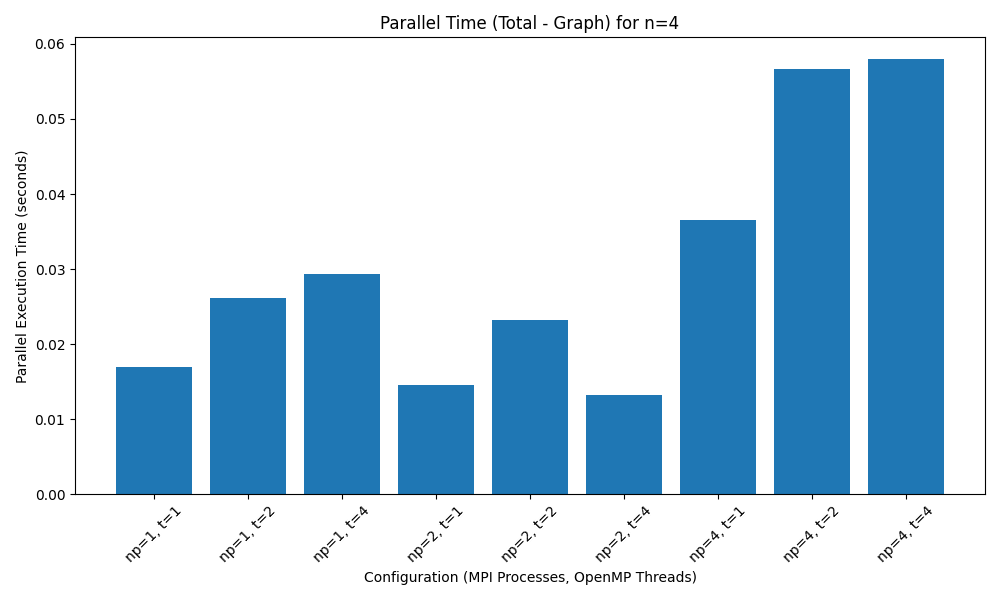 Parallel Time (Total - Graph) for n=4
Parallel Execution Time (seconds)
0.06
0.05
0.04
0.03
0.02
0.01
0.00
np=1, t=1
np=1, t=2
np=1, t=4
np=2, t=1
np=2, t=2
np=2, t=4
np=4, t=1
np=4, t=2
np=4, t=4
Configuration (MPI Processes, OpenMP Threads)